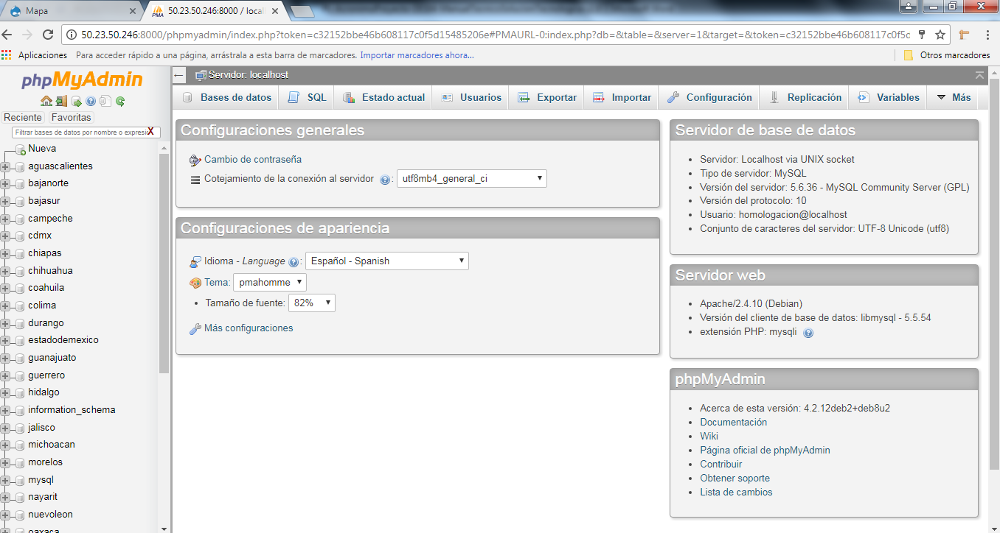 Mapa
50.23.50.246:8000 / local
50.23.50.246:8000/phpmyadmin/index.php?token=c32152bbe46b608117c0f5d15485206e#PMAURL-0:index.php?db=&table=&server=1&target=&token=c32152bbe46b608117c0f5c
Aplicaciones Para acceder rápido a una página, arrástrala a esta barra de marcadores. Importar marcadores ahora... Otros marcadores
phpMyAdmin
Reciente Favoritas
Filtrar bases de datos por nombre o expresió X
Nueva
aguascalientes
bajanorte
bajasur
campeche
cdmx
chiapas
chihuahua
coahuila
colima
durango
estadodemexico
guanajuato
guerrero
hidalgo
information_schema
jalisco
michoacan
morelos
mysql
nayarit
nuevoleon
oaxaca
Servidor: localhost
Bases de datos SQL Estado actual Usuarios Exportar Importar Configuración Replicación Variables Más
Configuraciones generales
Cambio de contraseña
Cotejamiento de la conexión al servidor : utf8mb4_general_ci
Configuraciones de apariencia
Idioma - Language : Español - Spanish
Tema: pmahomme
Tamaño de fuente: 82%
Más configuraciones
Servidor de base de datos
Servidor: Localhost via UNIX socket
Tipo de servidor: MySQL
Versión del servidor: 5.6.36 - MySQL Community Server (GPL)
Versión del protocolo: 10
Usuario: homologacion@localhost
Conjunto de caracteres del servidor: UTF-8 Unicode (utf8)
Servidor web
Apache/2.4.10 (Debian)
Versión del cliente de base de datos: libmysql - 5.5.54
extensión PHP: mysqli
phpMyAdmin
Acerca de esta versión: 4.2.12deb2+deb8u2
Documentación
Wiki
Página oficial de phpMyAdmin
Contribuir
Obtener soporte
Lista de cambios